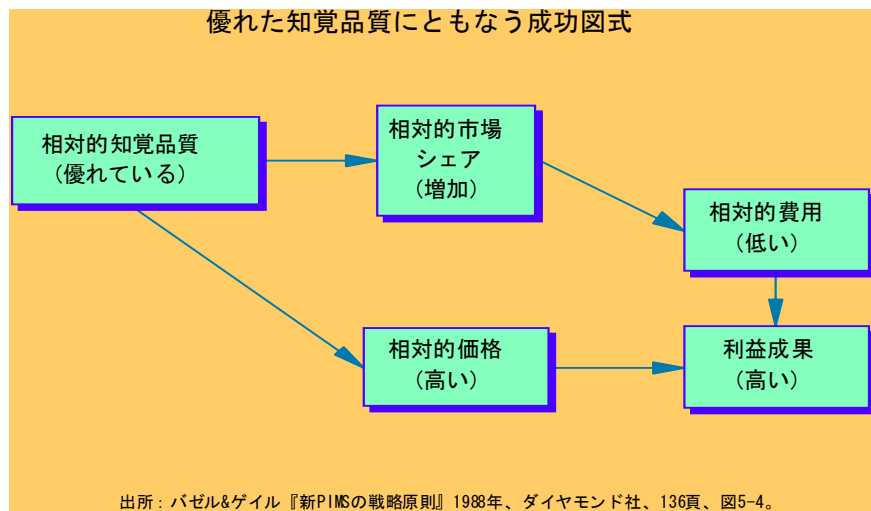 優れた知覚品質にともなう成功図式
相対的知覚品質
(優れている)
相対的市場
シェア
(増加)
相対的費用
(低い)
相対的価格
(高い)
利益成果
(高い)
出所:バゼル&ゲイル『新PIMSの戦略原則』1988年、ダイヤモンド社、136頁、図5-4。